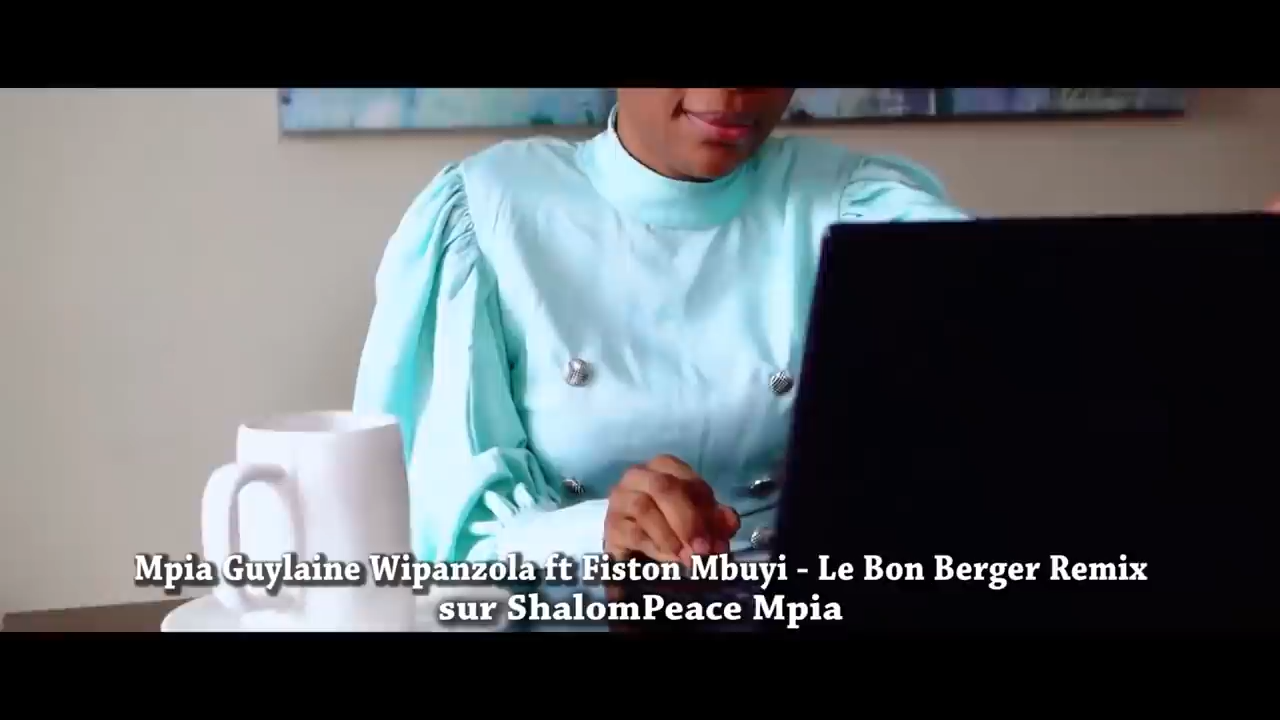 Mpia Guylaine Wipanzola ft Fiston Mbuyi - Le Bon Berger Remix
sur ShalomPeace Mpia